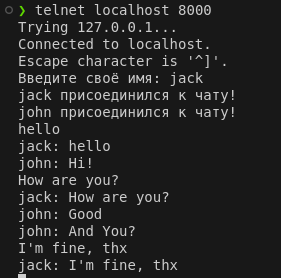 ❯ telnet localhost 8000
Trying 127.0.0.1...
Connected to localhost.
Escape character is '^]'.
Введите своё имя: jack
jack присоединился к чату!
john присоединился к чату!
hello
jack: hello
john: Hi!
How are you?
jack: How are you?
john: Good
john: And You?
I'm fine, thx
jack: I'm fine, thx